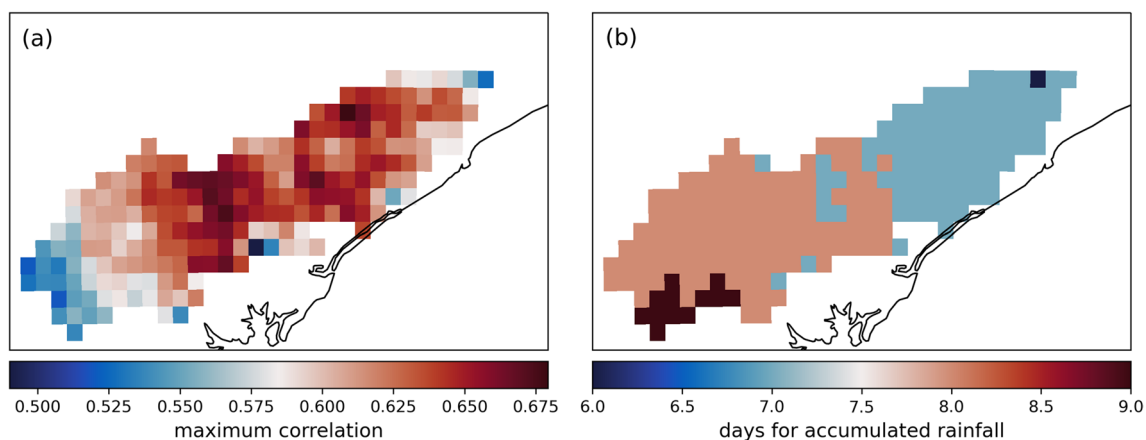 (a)
(b)
0.500 0.525 0.550 0.575 0.600 0.625 0.650 0.675
maximum correlation
6.0 6.5 7.0 7.5 8.0 8.5 9.0
days for accumulated rainfall